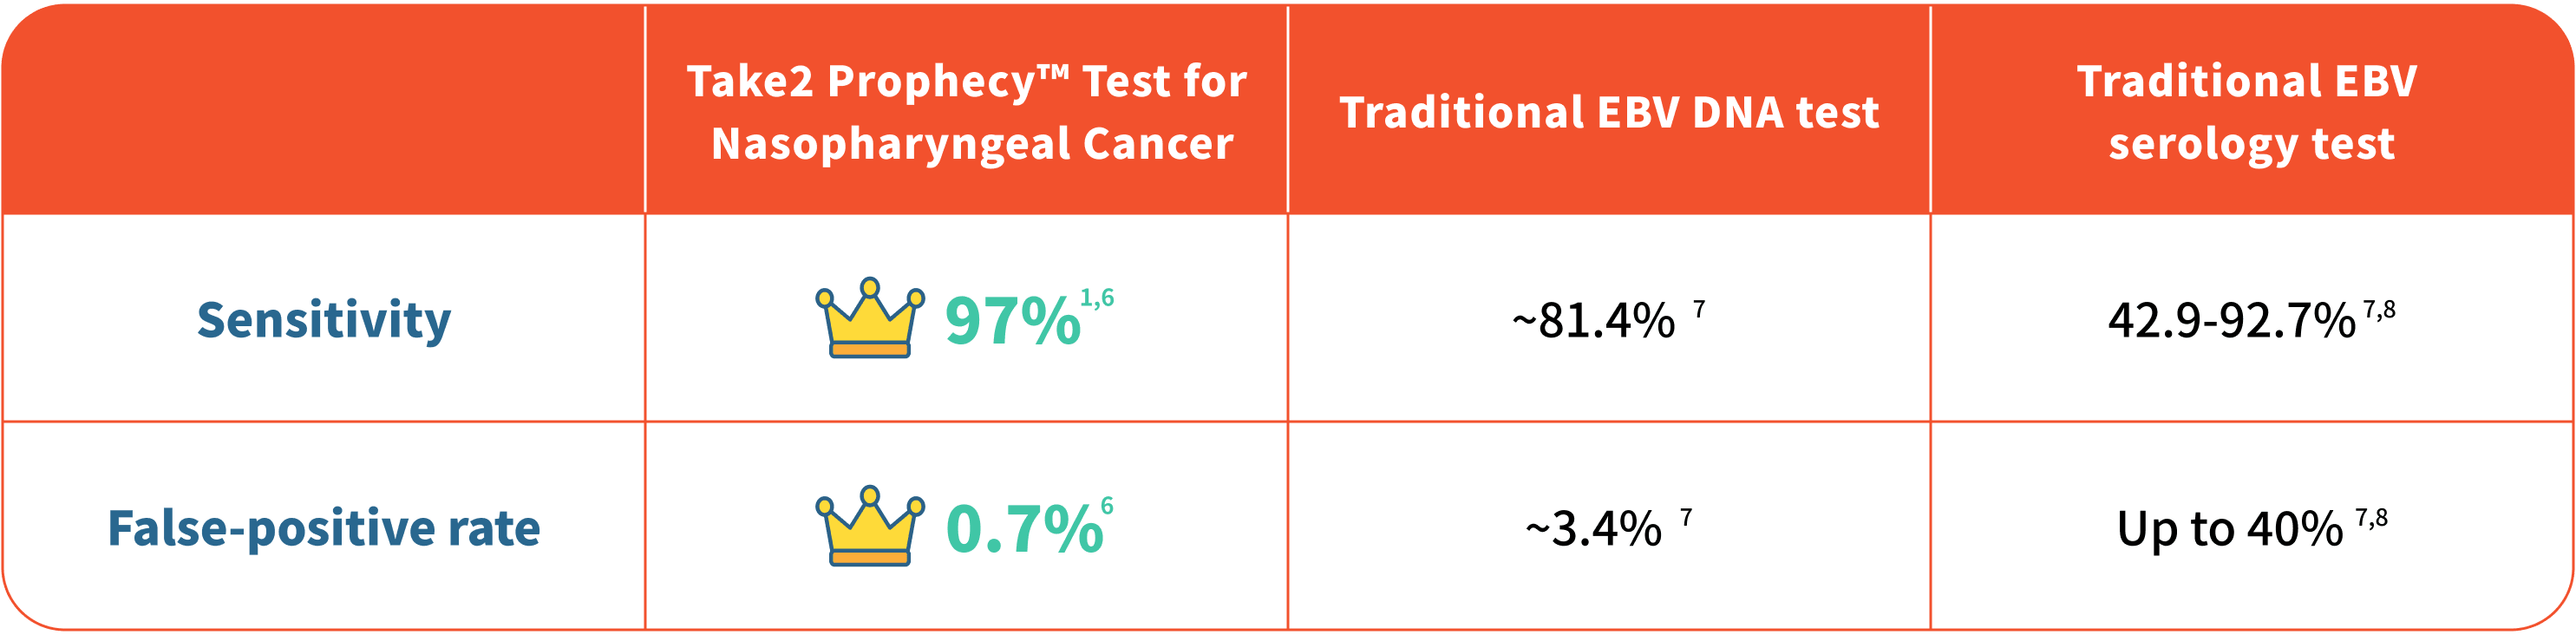 Take2 Prophecy™ Test for
Nasopharyngeal Cancer
Traditional EBV DNA test
Traditional EBV
serology test
Sensitivity
97%1,6
~81.4% 7
42.9-92.7% 7,8
False-positive rate
0.7%6
~3.4% 7
Up to 40% 7,8